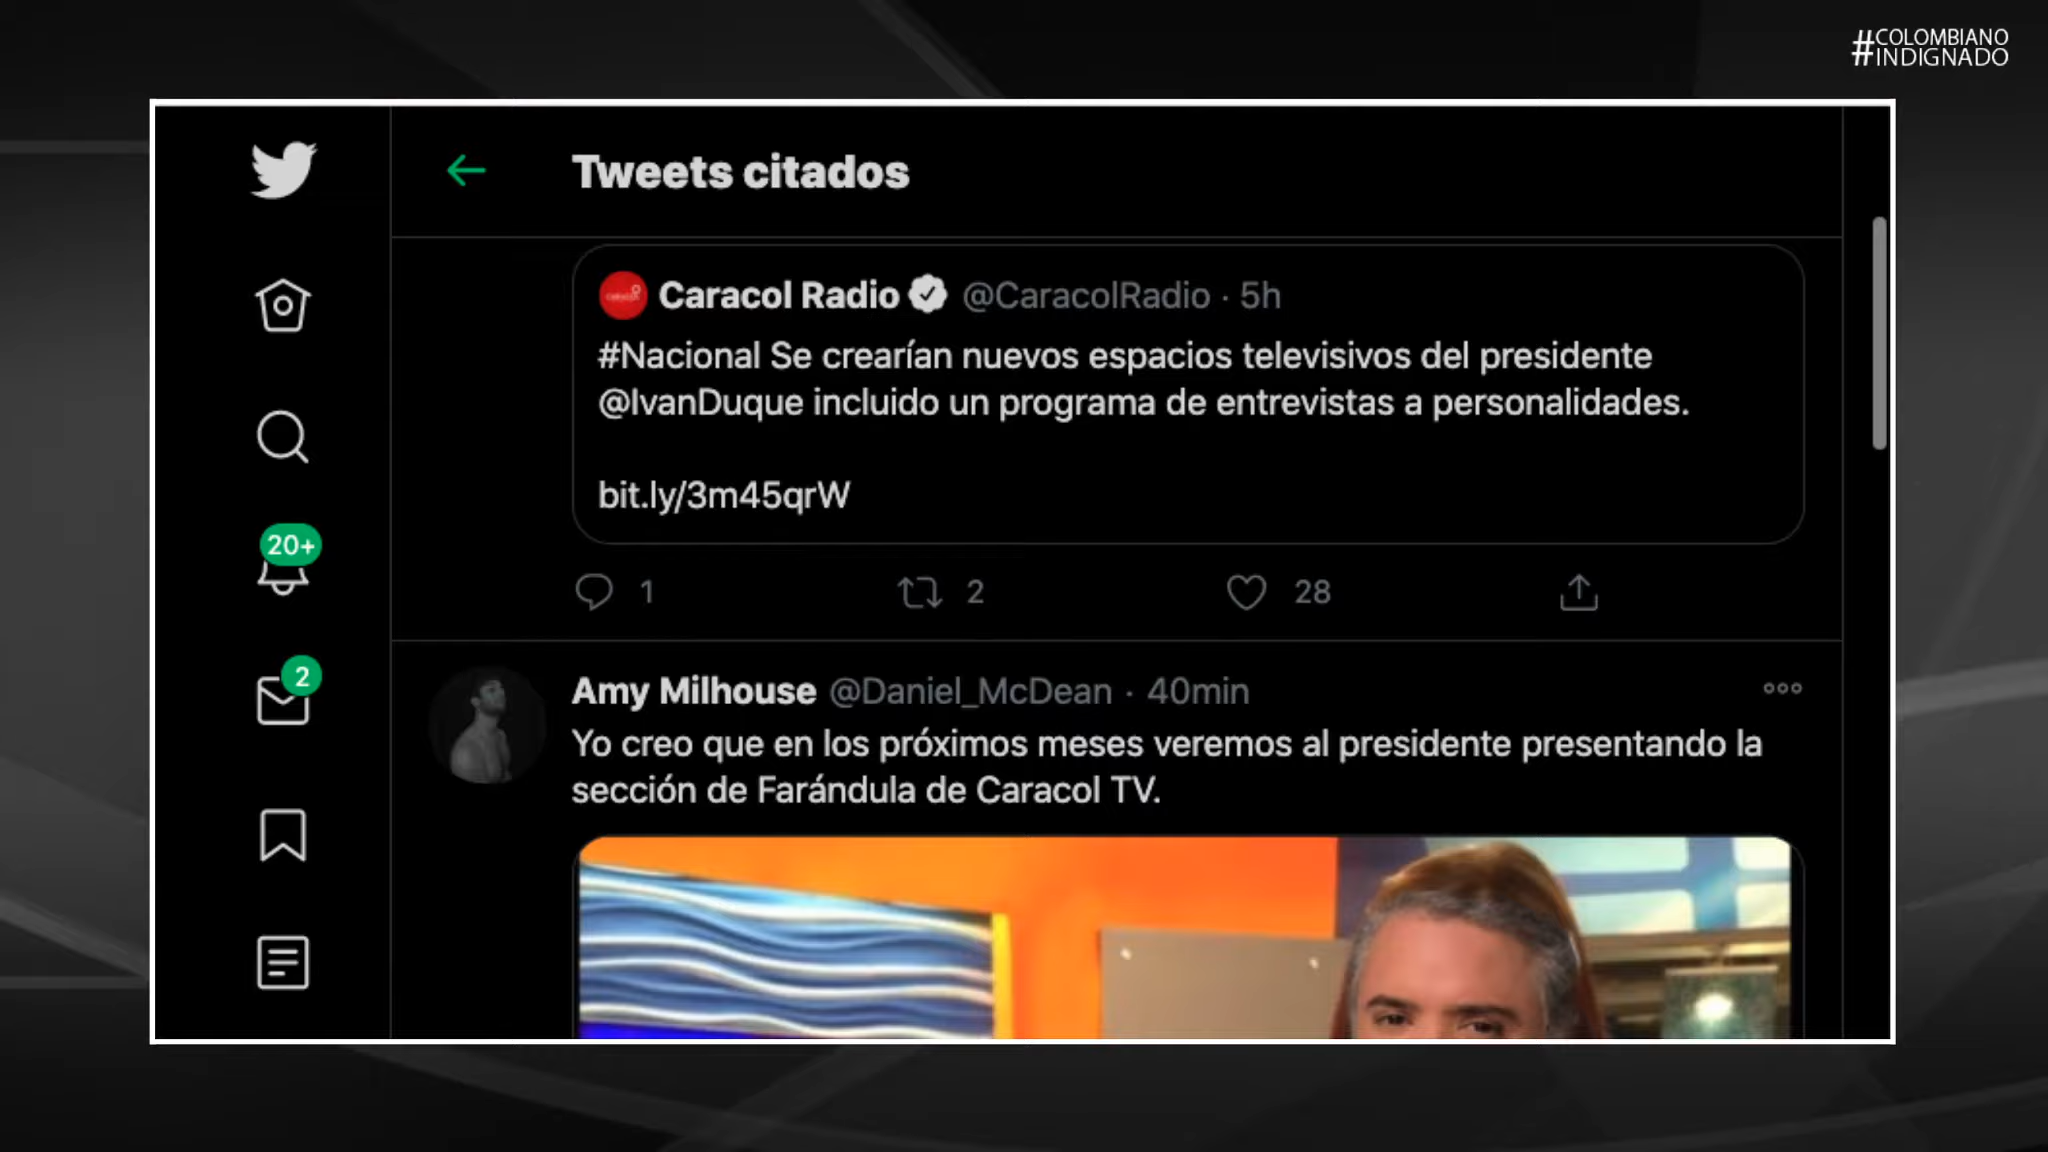 #COLOMBIANO
INDIGNADO
Tweets citados
Caracol Radio @CaracolRadio · 5h
#Nacional Se crearían nuevos espacios televisivos del presidente
@IvanDuque incluido un programa de entrevistas a personalidades.
bit.ly/3m45qrW
1 2 28
20+
2
Amy Milhouse @Daniel_McDean · 40min
Yo creo que en los próximos meses veremos al presidente presentando la
sección de Farándula de Caracol TV.